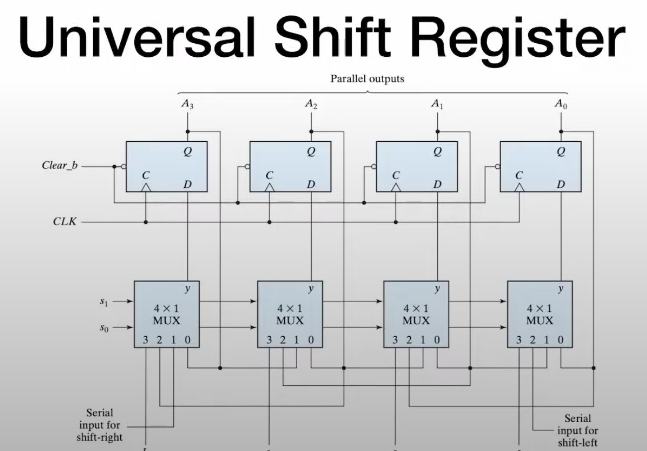 Universal Shift Register
Parallel outputs
A3 A2 A1 A0
Q Q Q Q
Clear_b
C C C C
D D D D
CLK
y y y y
s1
4 × 1 4 × 1 4 × 1 4 × 1
MUX MUX MUX MUX
s0
3 2 1 0 3 2 1 0 3 2 1 0 3 2 1 0
Serial
input for
shift-right
Serial
input for
shift-left